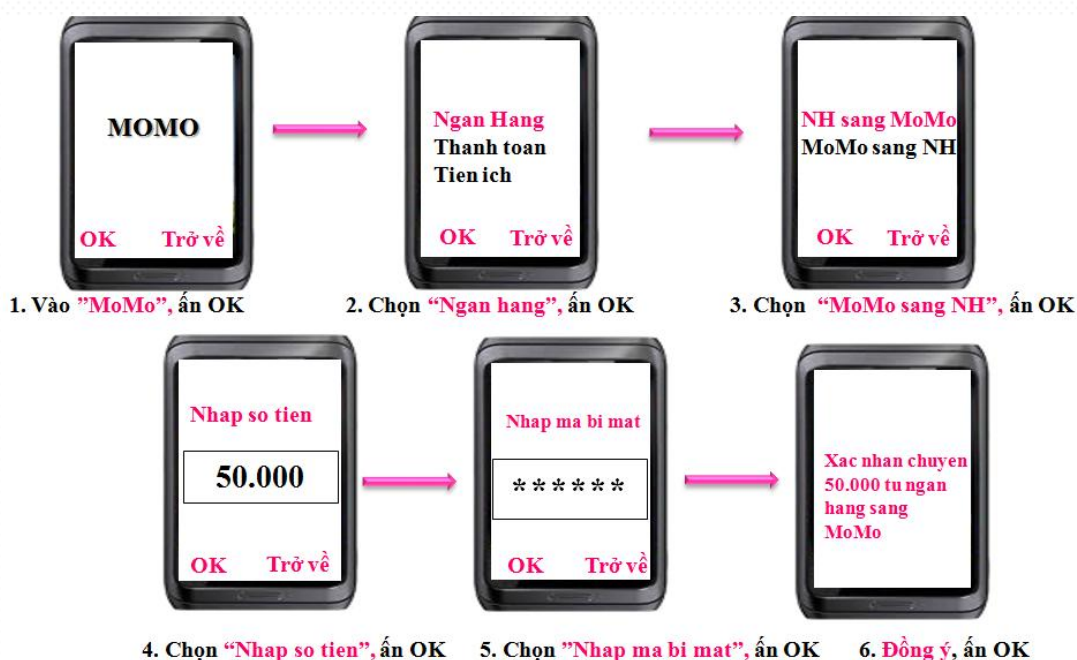 MOMO
OK Trở về
Ngan Hang
Thanh toan
Tien ich
OK Trở về
NH sang MoMo
MoMo sang NH
OK Trở về
1. Vào ”MoMo”, ấn OK
2. Chọn “Ngan hang”, ấn OK
3. Chọn “MoMo sang NH”, ấn OK
Nhap so tien
50.000
OK Trở về
Nhap ma bi mat
******
OK Trở về
Xac nhan chuyen
50.000 tu ngan
hang sang
MoMo
4. Chọn “Nhap so tien”, ấn OK
5. Chọn ”Nhap ma bi mat”, ấn OK
6. Đồng ý, ấn OK